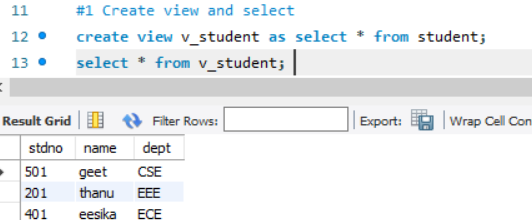 11 #1 Create view and select
12 create view v_student as select * from student;
13 select * from v_student;
Result Grid Filter Rows: Export: Wrap Cell Con
stdno name dept
501 geet CSE
201 thanu EEE
401 eesika ECE